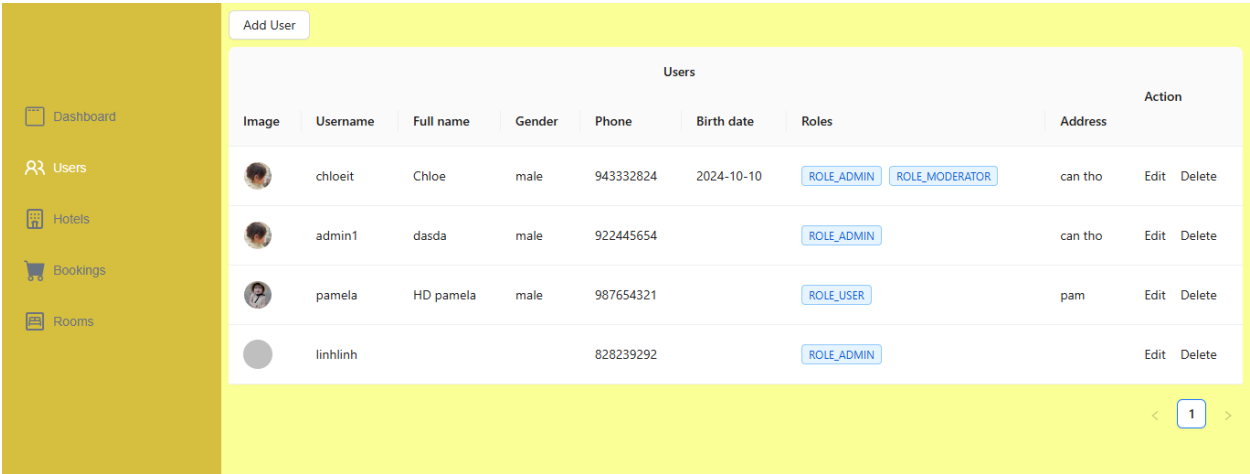 Add User
Dashboard
Users
Hotels
Bookings
Rooms
Users
Action
Image Username Full name Gender Phone Birth date Roles Address
chloeit Chloe male 943332824 2024-10-10 ROLE_ADMIN ROLE_MODERATOR can tho Edit Delete
admin1 dasda male 922445654 ROLE_ADMIN can tho Edit Delete
pamela HD pamela male 987654321 ROLE_USER pam Edit Delete
linhlinh 828239292 ROLE_ADMIN Edit Delete
< 1 >